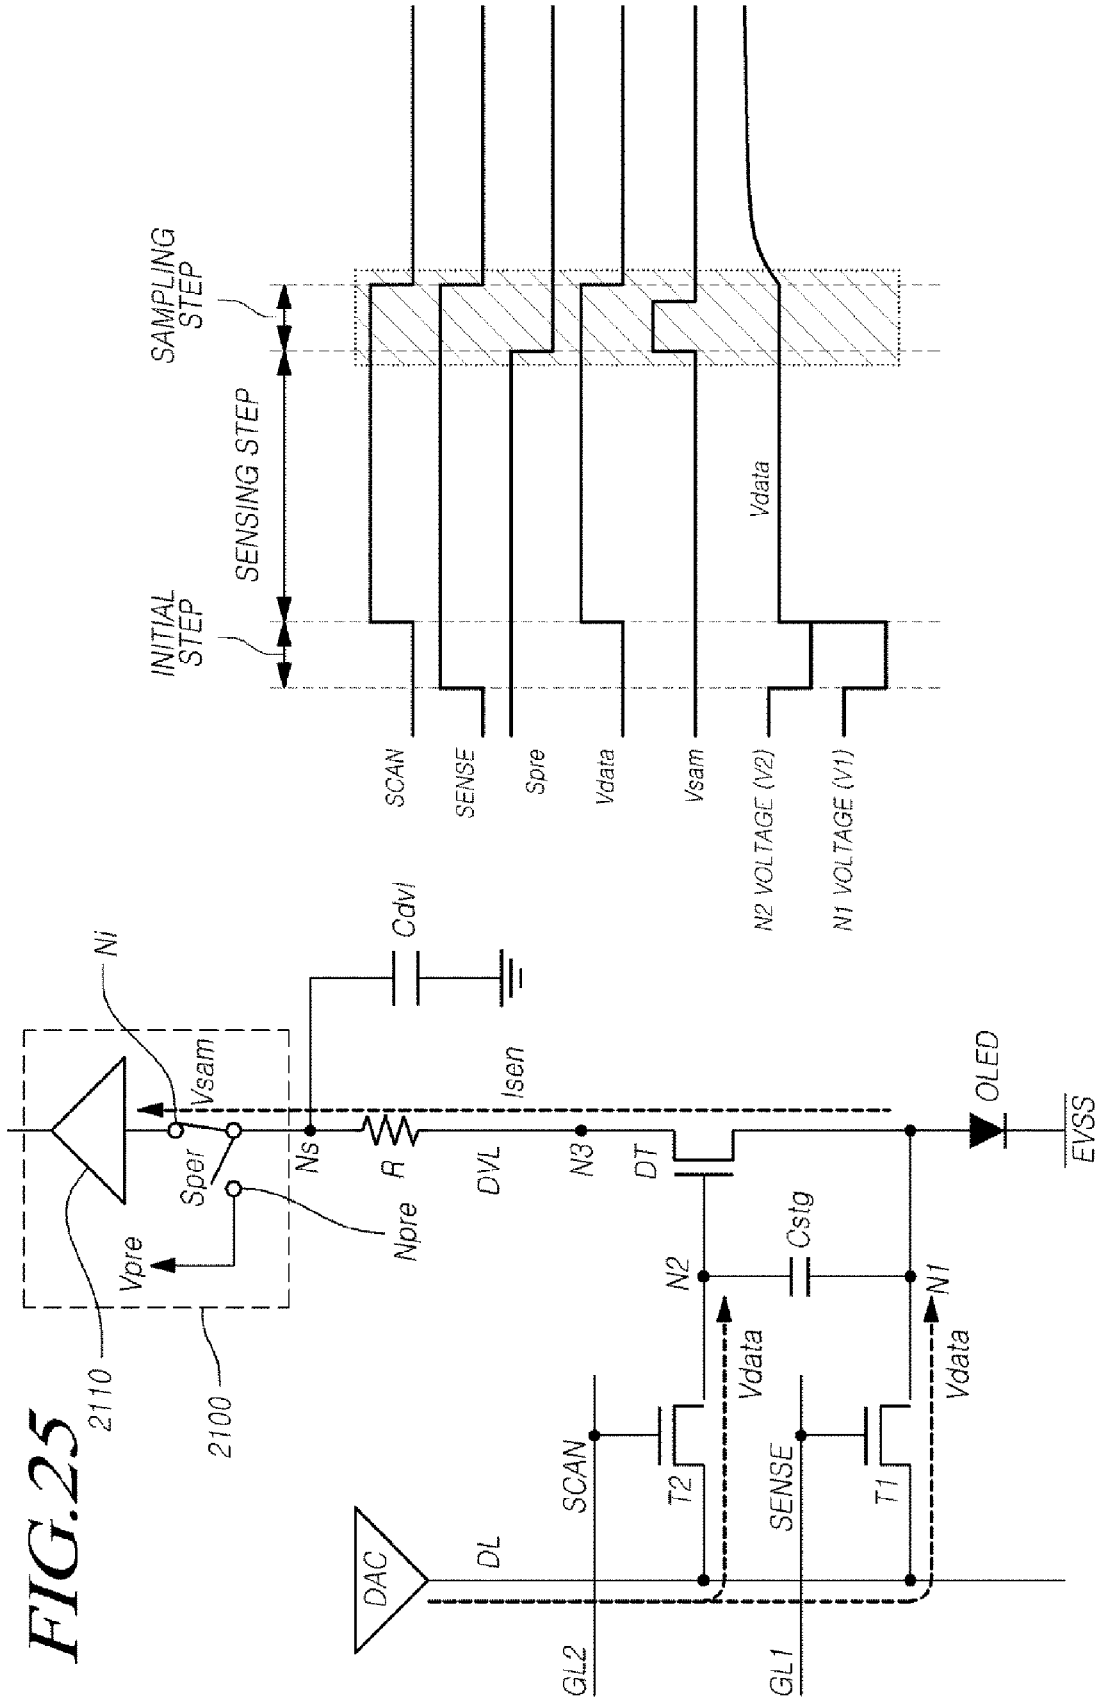 FIG.25
2110
2100
Vpre
Sper
Vsam
Ni
Npre
Ns
Cdvl
R
DVL
Isen
N3
DT
DAC
DL
SCAN
GL2
T2
N2
Vdata
Cstg
SENSE
GL1
T1
N1
Vdata
OLED
EVSS
INITIAL
STEP
SENSING STEP
SAMPLING
STEP
SCAN
SENSE
Spre
Vdata
Vsam
N2 VOLTAGE (V2)
Vdata
N1 VOLTAGE (V1)